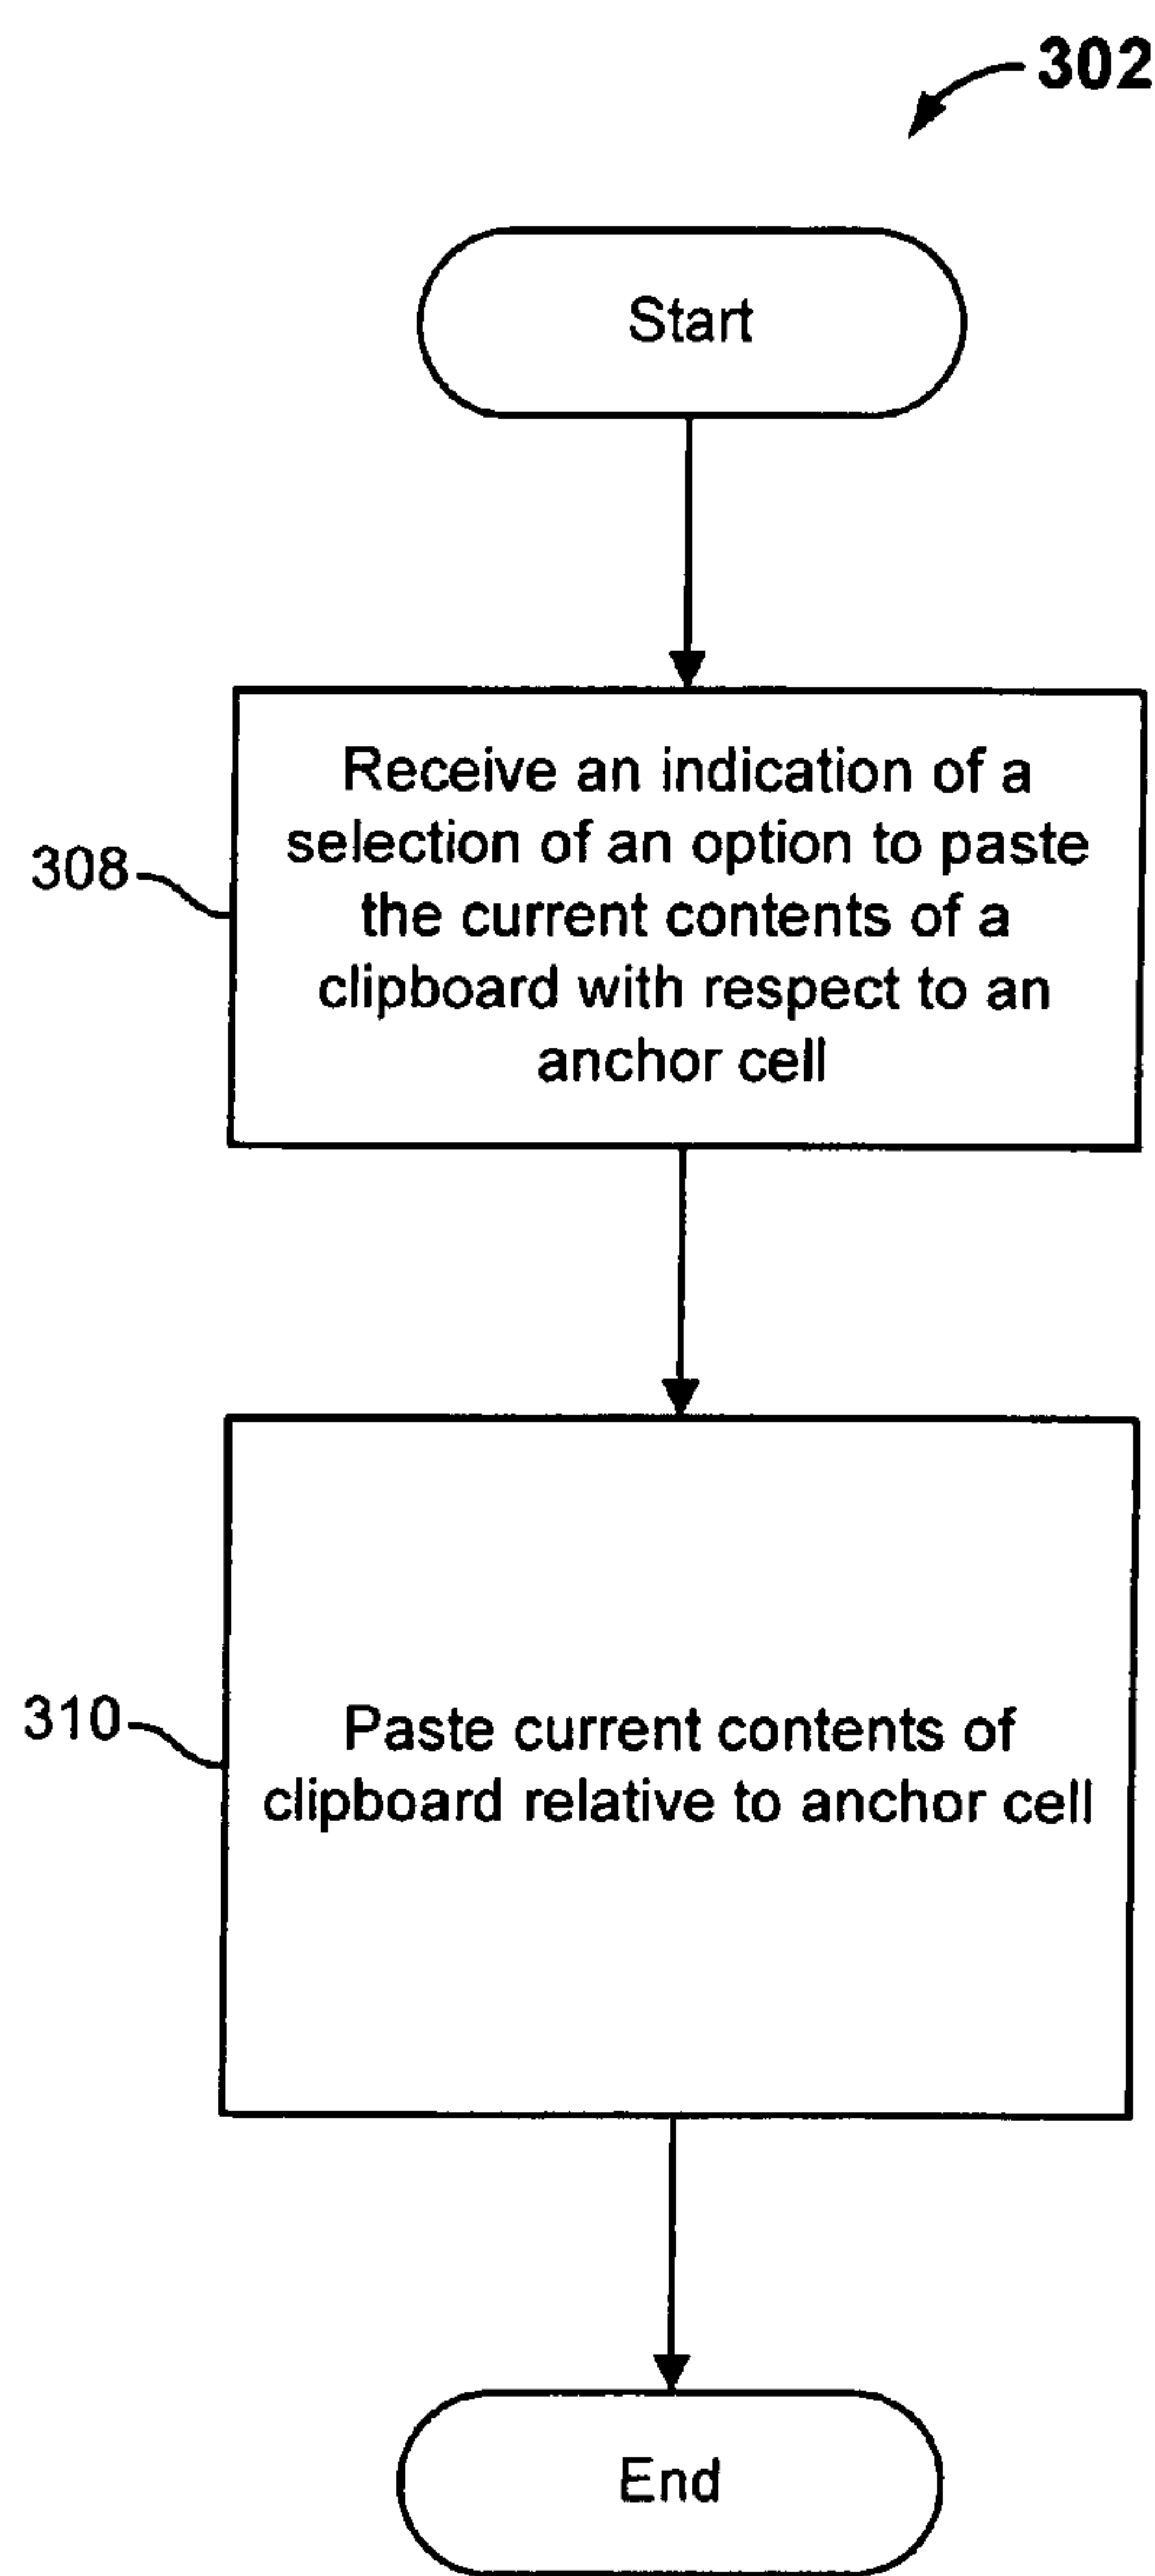 302
Start
Receive an indication of a
selection of an option to paste
the current contents of a
clipboard with respect to an
anchor cell
308
Paste current contents of
clipboard relative to anchor cell
310
End